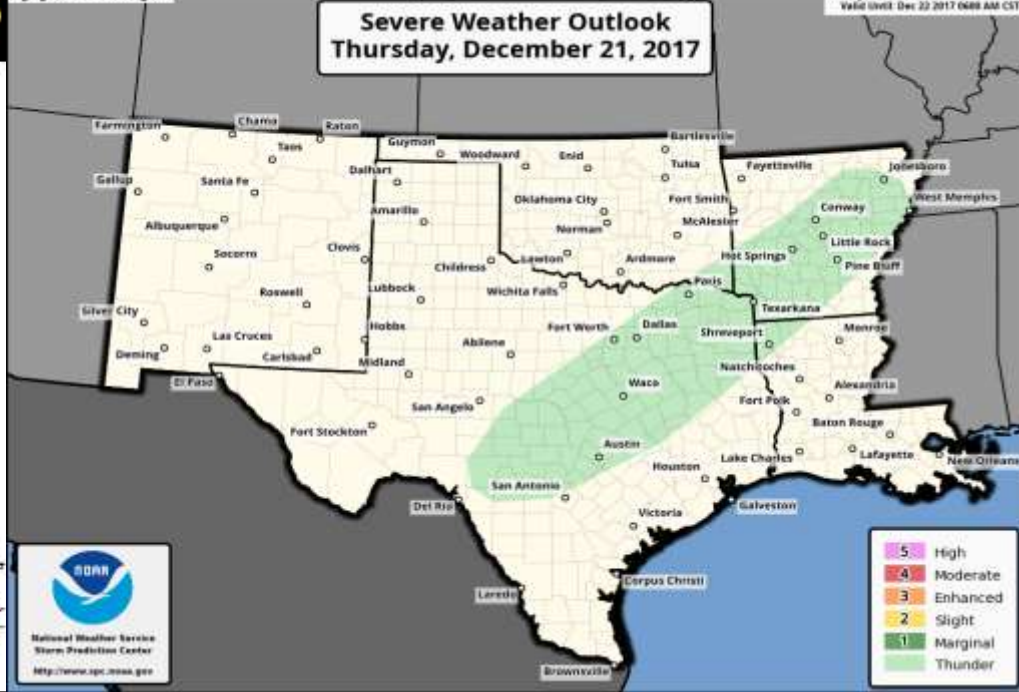 Valid Until: Dec 22 2017 0600 AM CST
Severe Weather Outlook
Thursday, December 21, 2017
Farmington
Chama
Raton
Guymon
Bartlesville
Taos
Woodward
Enid
Tulsa
Fayetteville
Jonesboro
Gallup
Santa Fe
Dalhart
Oklahoma City
Fort Smith
West Memphis
Albuquerque
Amarillo
Norman
McAlester
Conway
Socorro
Clovis
Childress
Lawton
Ardmore
Hot Springs
Little Rock
Pine Bluff
Roswell
Lubbock
Wichita Falls
Paris
Texarkana
Silver City
Las Cruces
Hobbs
Fort Worth
Dallas
Shreveport
Monroe
Deming
Carlsbad
Midland
Abilene
Natchitoches
El Paso
San Angelo
Waco
Fort Polk
Alexandria
Fort Stockton
Austin
Baton Rouge
Houston
Lake Charles
Lafayette
New Orleans
Del Rio
San Antonio
Galveston
Victoria
Laredo
Corpus Christi
Brownsville
NOAA
National Weather Service
Storm Prediction Center
http://www.spc.noaa.gov
5 High
4 Moderate
3 Enhanced
2 Slight
1 Marginal
Thunder